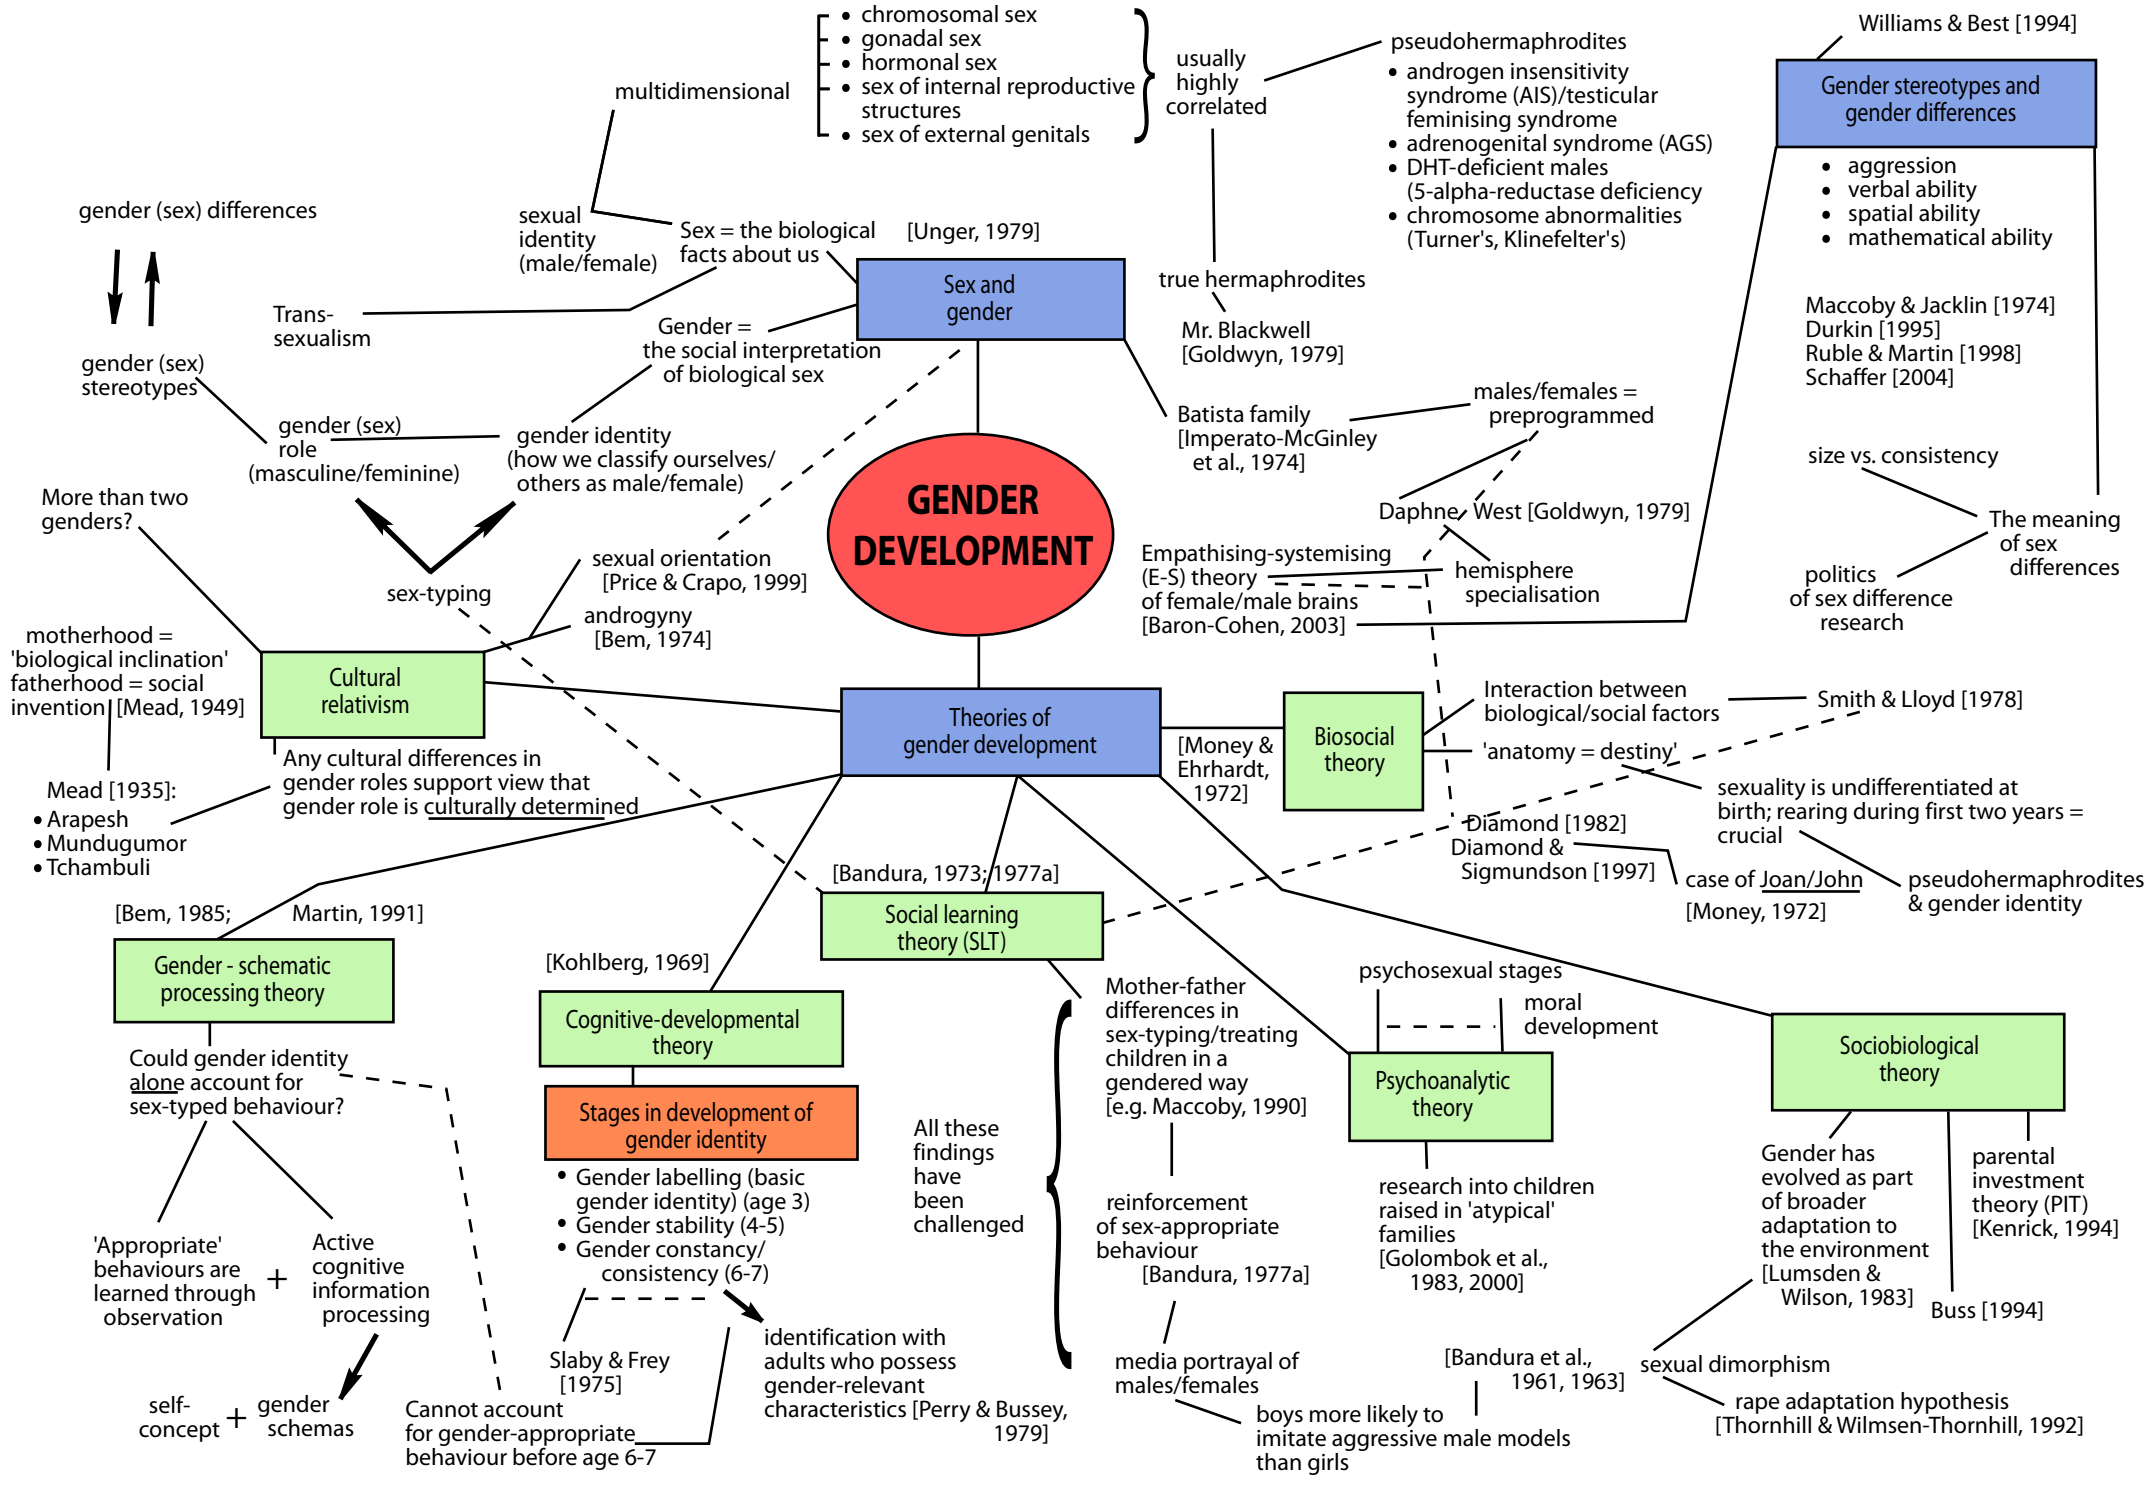 GENDER
DEVELOPMENT
Sex and
gender
[Unger, 1979]
Sex = the biological
facts about us
sexual
identity
(male/female)
multidimensional
• chromosomal sex
• gonadal sex
• hormonal sex
• sex of internal reproductive
structures
• sex of external genitals
usually
highly
correlated
pseudohermaphrodites
• androgen insensitivity
syndrome (AIS)/testicular
feminising syndrome
• adrenogenital syndrome (AGS)
• DHT-deficient males
(5-alpha-reductase deficiency
• chromosome abnormalities
(Turner's, Klinefelter's)
true hermaphrodites
Mr. Blackwell
[Goldwyn, 1979]
Trans-
sexualism
Gender =
the social interpretation
of biological sex
gender identity
(how we classify ourselves/
others as male/female)
gender (sex)
role
(masculine/feminine)
gender (sex)
stereotypes
gender (sex) differences
sex-typing
sexual orientation
[Price & Crapo, 1999]
androgyny
[Bem, 1974]
Batista family
[Imperato-McGinley
et al., 1974]
males/females =
preprogrammed
Daphne West [Goldwyn, 1979]
hemisphere
specialisation
Empathising-systemising
(E-S) theory
of female/male brains
[Baron-Cohen, 2003]
Williams & Best [1994]
Gender stereotypes and
gender differences
• aggression
• verbal ability
• spatial ability
• mathematical ability
Maccoby & Jacklin [1974]
Durkin [1995]
Ruble & Martin [1998]
Schaffer [2004]
size vs. consistency
The meaning
of sex
differences
politics
of sex difference
research
Theories of
gender development
Cultural
relativism
More than two
genders?
motherhood =
'biological inclination'
fatherhood = social
invention [Mead, 1949]
Mead [1935]:
• Arapesh
• Mundugumor
• Tchambuli
Any cultural differences in
gender roles support view that
gender role is culturally determined
[Money &
Ehrhardt,
1972]
Biosocial
theory
Interaction between
biological/social factors
Smith & Lloyd [1978]
'anatomy = destiny'
sexuality is undifferentiated at
birth; rearing during first two years =
crucial
pseudohermaphrodites
& gender identity
Diamond [1982]
Diamond &
Sigmundson [1997]
case of Joan/John
[Money, 1972]
[Bem, 1985; Martin, 1991]
Gender - schematic
processing theory
Could gender identity
alone account for
sex-typed behaviour?
'Appropriate'
behaviours are
learned through
observation
+
Active
cognitive
information
processing
self-
concept
+
gender
schemas
[Kohlberg, 1969]
Cognitive-developmental
theory
Stages in development of
gender identity
• Gender labelling (basic
gender identity) (age 3)
• Gender stability (4-5)
• Gender constancy/
consistency (6-7)
Slaby & Frey
[1975]
identification with
adults who possess
gender-relevant
characteristics [Perry & Bussey,
1979]
Cannot account
for gender-appropriate
behaviour before age 6-7
[Bandura, 1973; 1977a]
Social learning
theory (SLT)
All these
findings
have
been
challenged
Mother-father
differences in
sex-typing/treating
children in a
gendered way
[e.g. Maccoby, 1990]
reinforcement
of sex-appropriate
behaviour
[Bandura, 1977a]
media portrayal of
males/females
boys more likely to
imitate aggressive male models
than girls
[Bandura et al.,
1961, 1963]
psychosexual stages
moral
development
Psychoanalytic
theory
research into children
raised in 'atypical'
families
[Golombok et al.,
1983, 2000]
Sociobiological
theory
Gender has
evolved as part
of broader
adaptation to
the environment
[Lumsden &
Wilson, 1983]
Buss [1994]
parental
investment
theory (PIT)
[Kenrick, 1994]
sexual dimorphism
rape adaptation hypothesis
[Thornhill & Wilmsen-Thornhill, 1992]